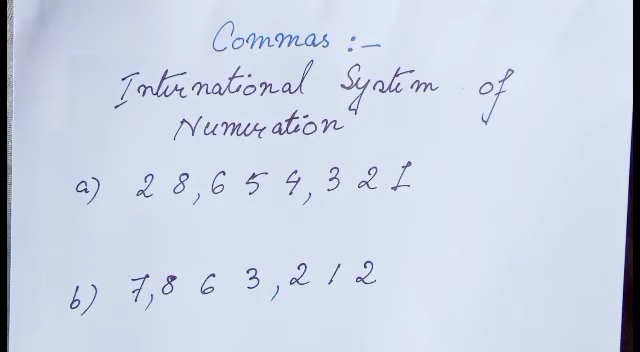 Commas :-
International System of
Numeration
a) 28,654,321
b) 7,863,212